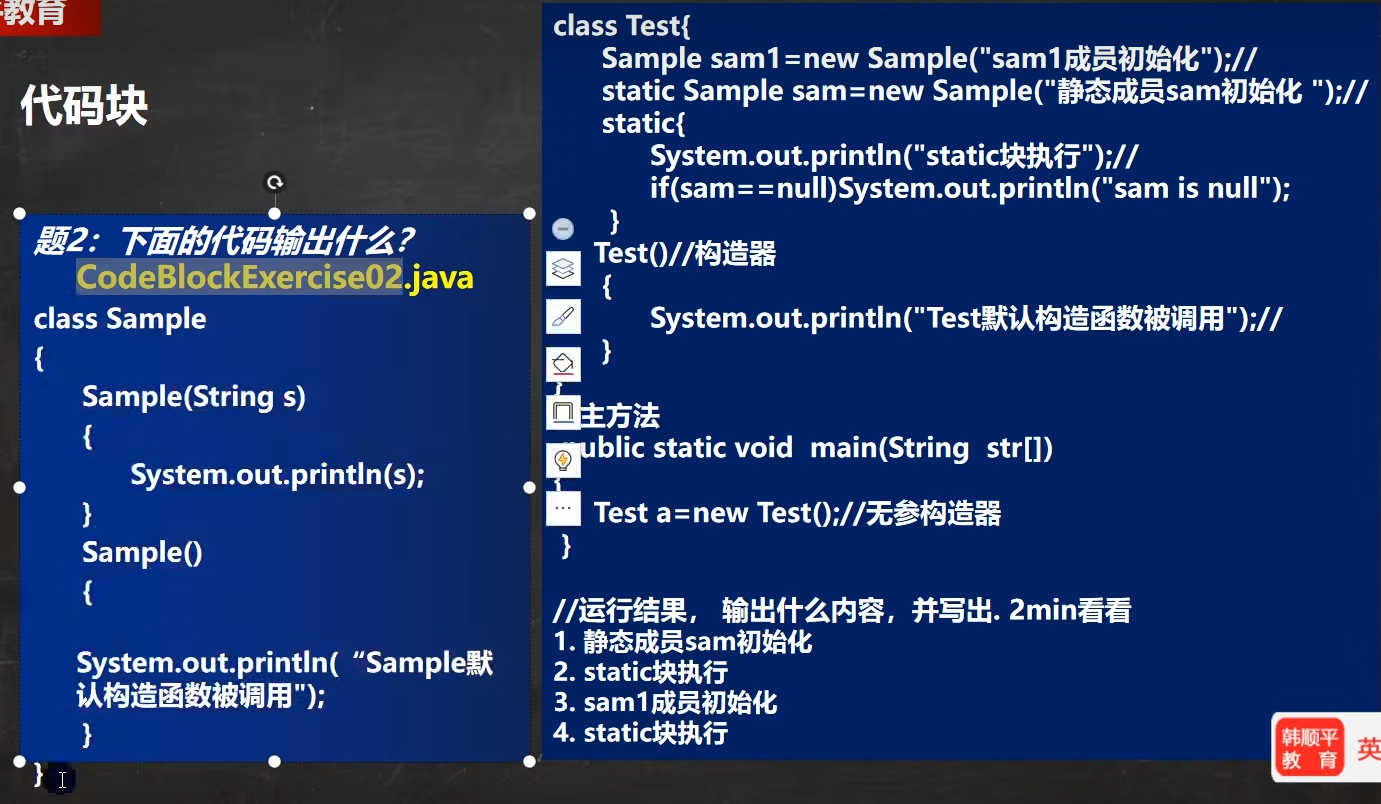 平教育
代码块
题2：下面的代码输出什么？
CodeBlockExercise02.java
class Sample
{
Sample(String s)
{
System.out.println(s);
}
Sample()
{
System.out.println(“Sample默
认构造函数被调用");
}
}
class Test{
Sample sam1=new Sample("sam1成员初始化");//
static Sample sam=new Sample("静态成员sam初始化 ");//
static{
System.out.println("static块执行");//
if(sam==null)System.out.println("sam is null");
}
Test()//构造器
{
System.out.println("Test默认构造函数被调用");//
}
}
主方法
ublic static void main(String str[])
{
Test a=new Test();//无参构造器
}
//运行结果， 输出什么内容，并写出. 2min看看
1. 静态成员sam初始化
2. static块执行
3. sam1成员初始化
4. static块执行
韩顺平
教 育
英